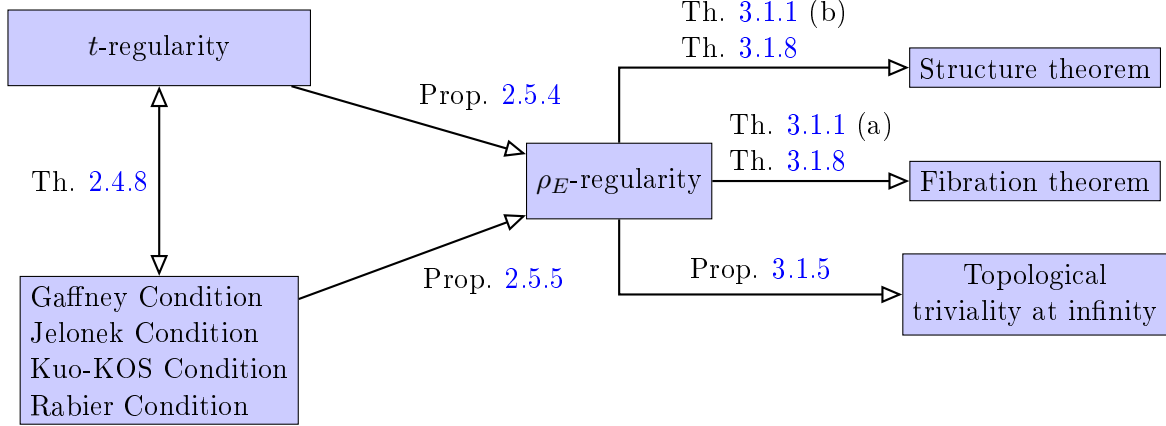 t-regularity
Th. 2.4.8
Gaffney Condition
Jelonek Condition
Kuo-KOS Condition
Rabier Condition
Prop. 2.5.4
Prop. 2.5.5
ρ_E-regularity
Th. 3.1.1 (b)
Th. 3.1.8
Structure theorem
Th. 3.1.1 (a)
Th. 3.1.8
Fibration theorem
Prop. 3.1.5
Topological
triviality at infinity